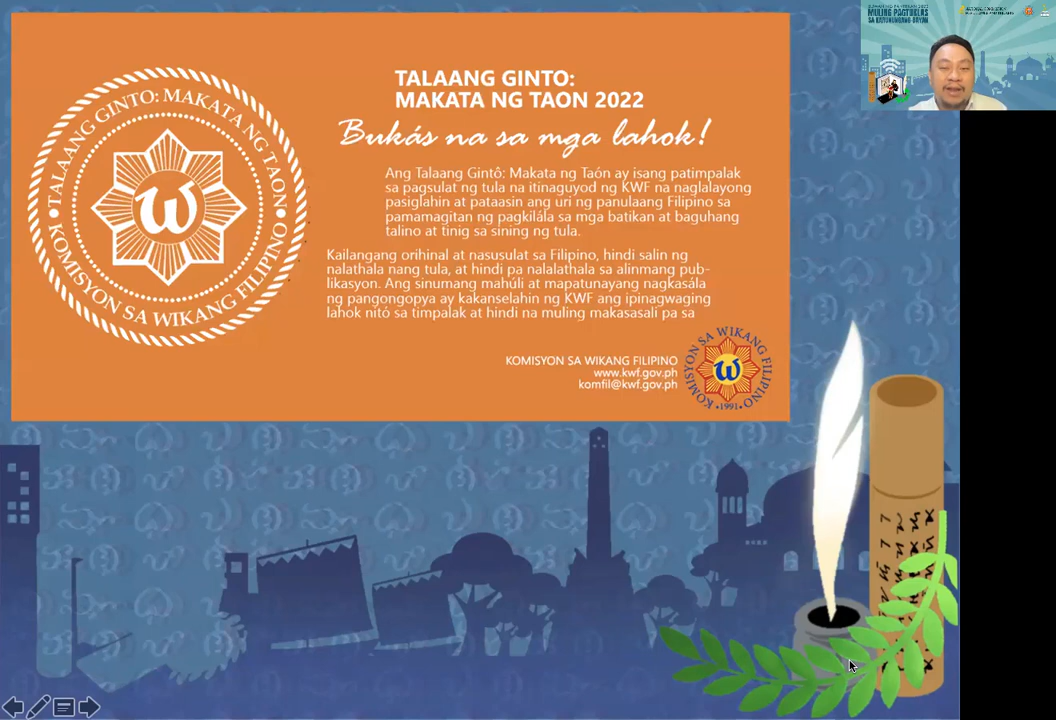 TALAANG GINTO:
MAKATA NG TAON 2022
Bukás na sa mga lahok!
Ang Talaang Gintô: Makata ng Taón ay isang patimpalak
sa pagsulat ng tula na itinaguyod ng KWF na naglalayong
pasiglahin at pataasin ang uri ng panulaang Filipino sa
pamamagitan ng pagkilála sa mga batikan at baguhang
talino at tinig sa sining ng tula.
Kailangang orihinal at nasusulat sa Filipino, hindi salin ng
nalathala nang tula, at hindi pa nalalathala sa alinmang pub-
likasyon. Ang sinumang mahúli at mapatunayang nagkasála
ng pangongopya ay kakanselahin ng KWF ang ipinagwaging
lahok nitó sa timpalak at hindi na muling makasasali pa sa
KOMISYON SA WIKANG FILIPINO
www.kwf.gov.ph
komfil@kwf.gov.ph
TALAANG GINTO: MAKATA NG TAON
KOMISYON SA WIKANG FILIPINO
w
KOMISYON SA WIKANG FILIPINO
w
1991
MULING PAGTUKLAS
SA KARUNUNGANG-BAYAN